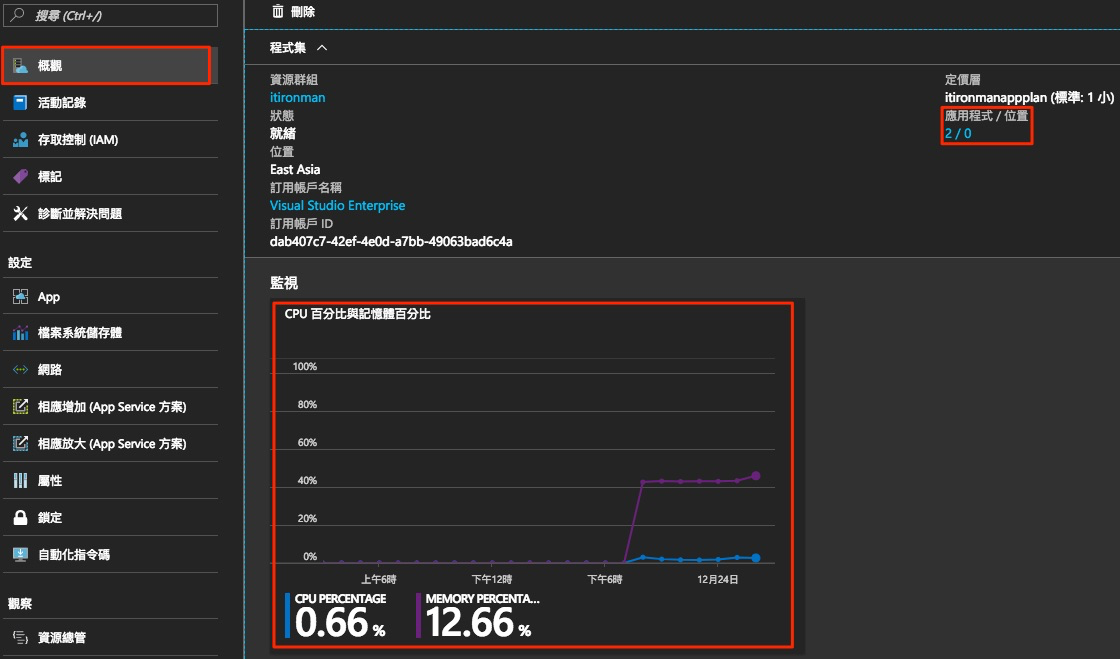 搜尋 (Ctrl+/)
概觀
活動記錄
存取控制 (IAM)
標記
診斷並解決問題
設定
App
檔案系統儲存體
網路
相應增加 (App Service 方案)
相應放大 (App Service 方案)
屬性
鎖定
自動化指令碼
觀察
資源總管
刪除
程式集
資源群組
itironman
狀態
就緒
位置
East Asia
訂用帳戶名稱
Visual Studio Enterprise
訂用帳戶 ID
dab407c7-42ef-4e0d-a7bb-49063bad6c4a
定價層
itironmanappplan (標準: 1 小)
應用程式 / 位置
2 / 0
監視
CPU 百分比與記憶體百分比
100%
80%
60%
40%
20%
0%
上午6時 下午12時 下午6時 12月24日
CPU PERCENTAGE
0.66 %
MEMORY PERCENTA...
12.66 %